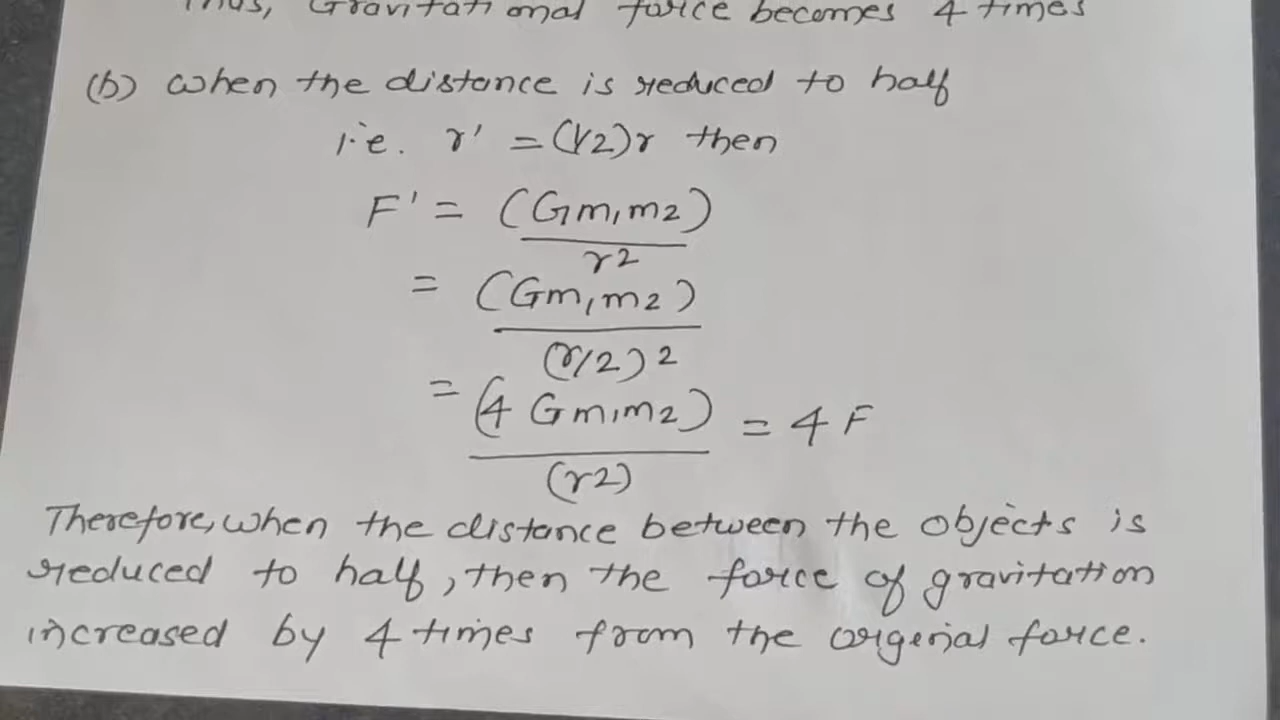 Thus, Gravitational force becomes 4 times
(b) when the distance is reduced to half
i.e. r' = (1/2)r then
F' = (Gm1m2)
r2
= (Gm1m2)
(r/2)2
= (4 Gm1m2) = 4 F
(r2)
Therefore, when the distance between the objects is
reduced to half, then the force of gravitation
increased by 4 times from the orgenial force.